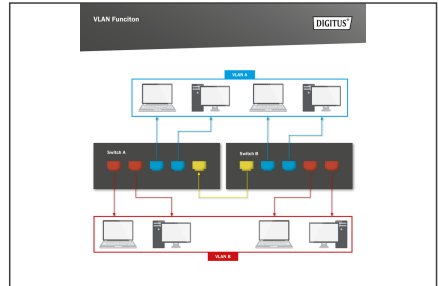 VLAN Funciton
DIGITUS®
VLAN A
Switch A
Switch B
VLAN B